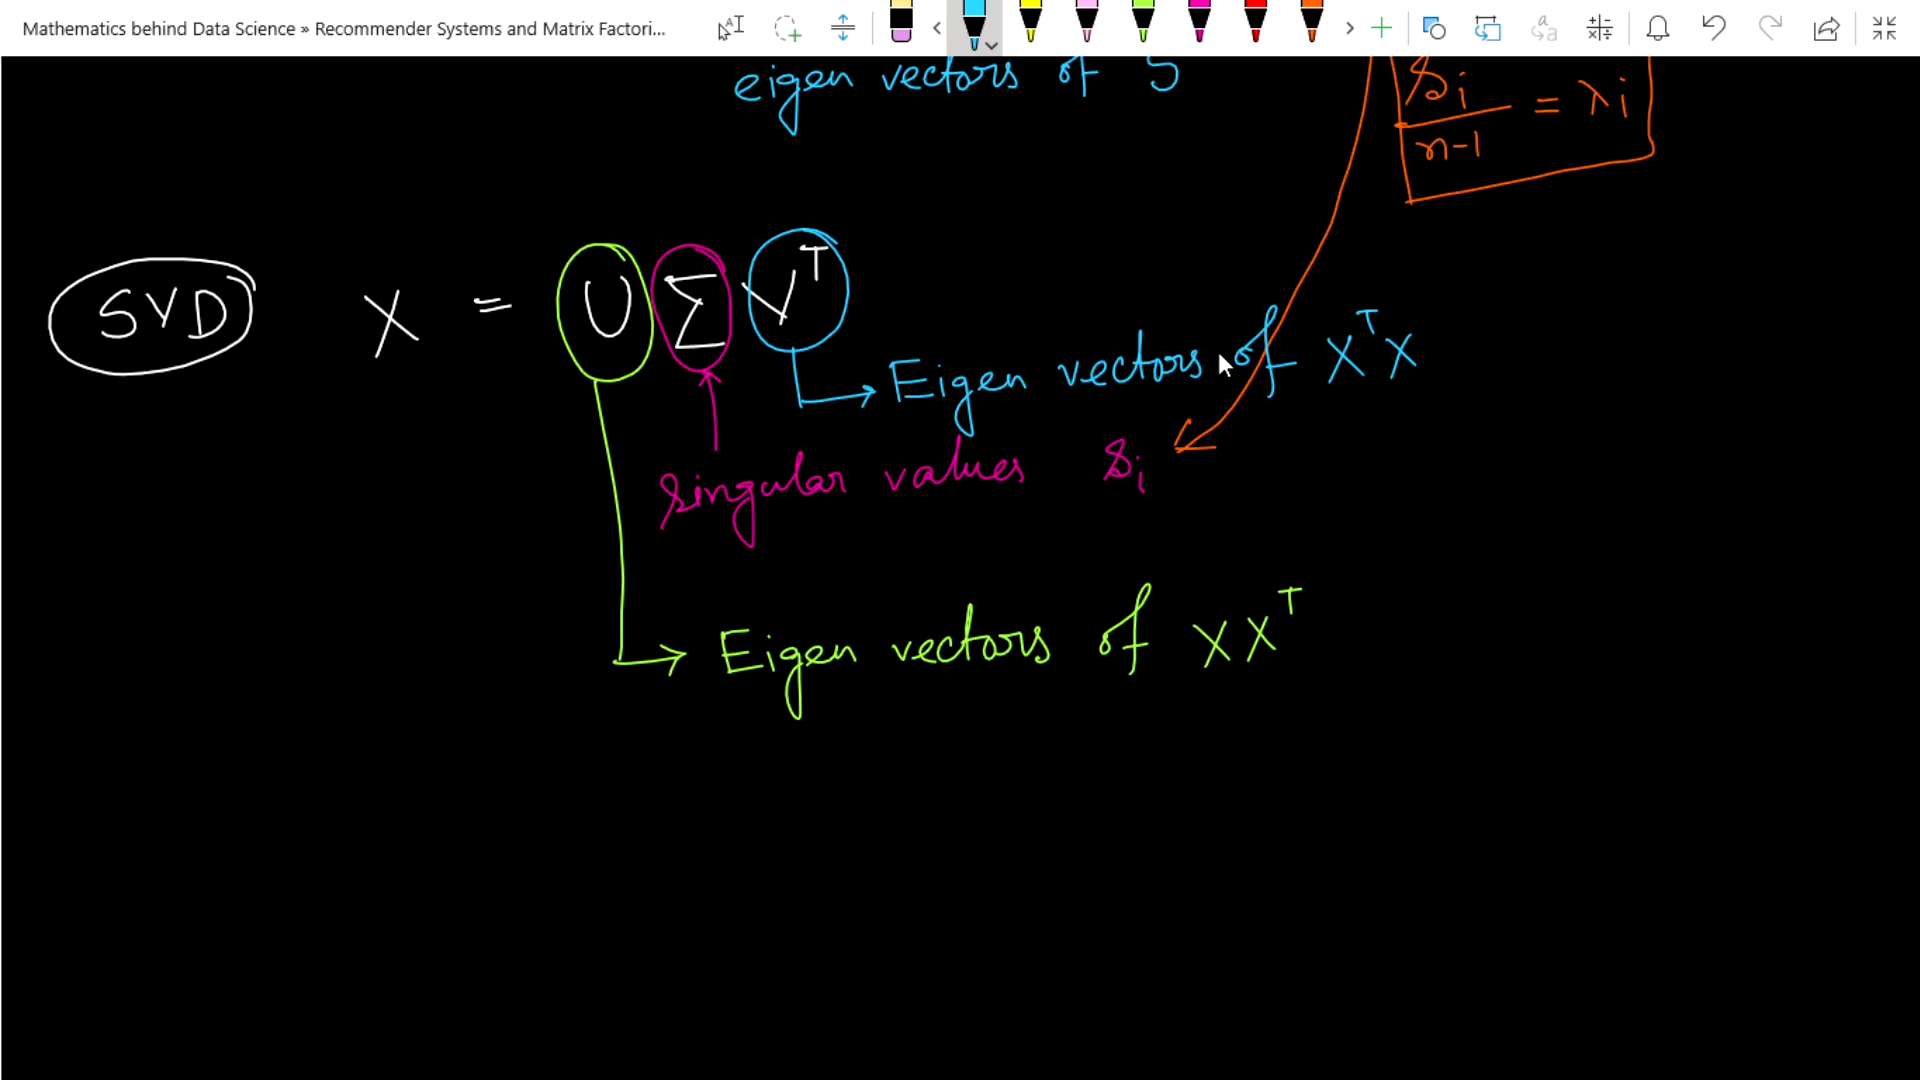 Mathematics behind Data Science » Recommender Systems and Matrix Factori...
eigen vectors of S
si / n-1 = λi
SVD X = U Σ V^T
Eigen vectors of X^T X
Singular values si
Eigen vectors of X X^T